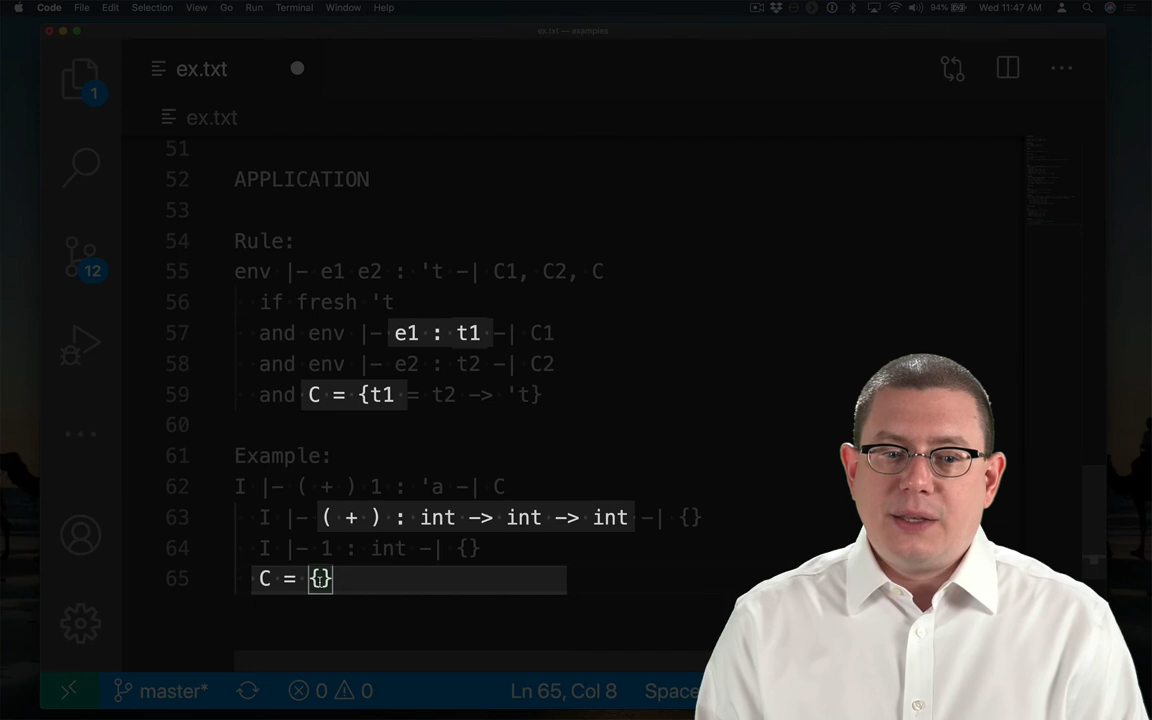 Code File Edit Selection View Go Run Terminal Window Help 94% Wed 11:47 AM
ex.txt — examples
ex.txt
1
ex.txt
51
52 APPLICATION
53
54 Rule:
55 env |- e1 e2 : 't -| C1, C2, C
56 if fresh 't
57 and env |- e1 : t1 -| C1
58 and env |- e2 : t2 -| C2
59 and C = {t1 = t2 -> 't}
60
61 Example:
62 I |- ( + ) 1 : 'a -| C
63 I |- ( + ) : int -> int -> int -| {}
64 I |- 1 : int -| {}
65 C = {}
12
master* 0 0 Ln 65, Col 8